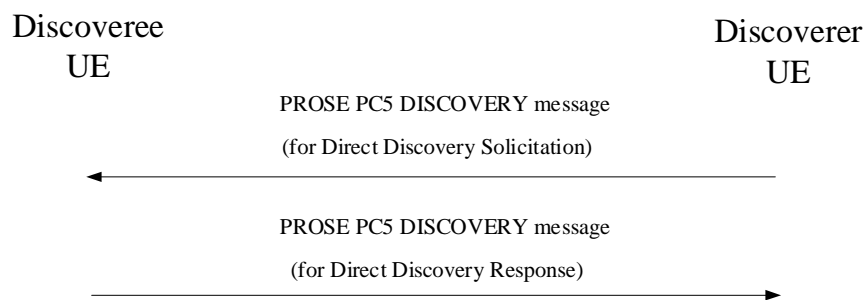 Discoveree
UE
Discoverer
UE
PROSE PC5 DISCOVERY message
(for Direct Discovery Solicitation)
PROSE PC5 DISCOVERY message
(for Direct Discovery Response)